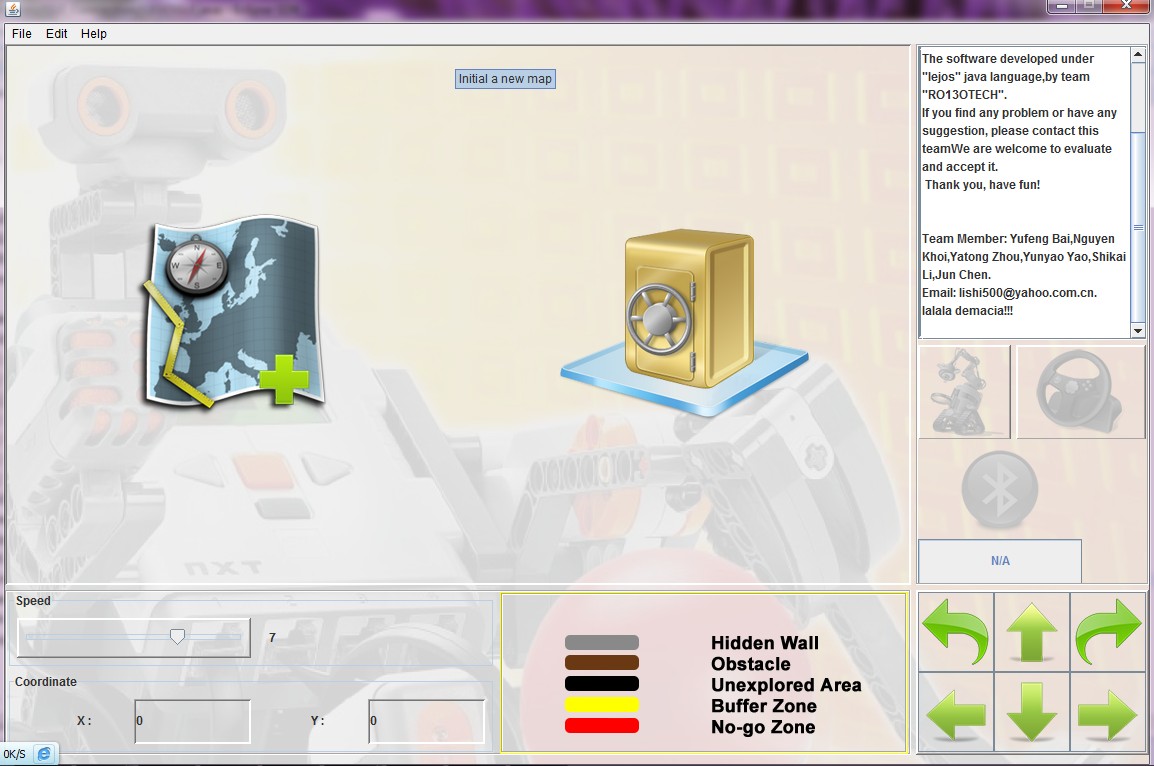 File Edit Help
Initial a new map
The software developed under
"lejos" java language,by team
"RO13OTECH".
If you find any problem or have any
suggestion, please contact this
teamWe are welcome to evaluate
and accept it.
Thank you, have fun!
Team Member: Yufeng Bai,Nguyen
Khoi,Yatong Zhou,Yunyao Yao,Shikai
Li,Jun Chen.
Email: lishi500@yahoo.com.cn.
lalala demacia!!!
N
W E
S
NXT
N/A
Speed
7
Coordinate
X: 0 Y: 0
Hidden Wall
Obstacle
Unexplored Area
Buffer Zone
No-go Zone
0K/S